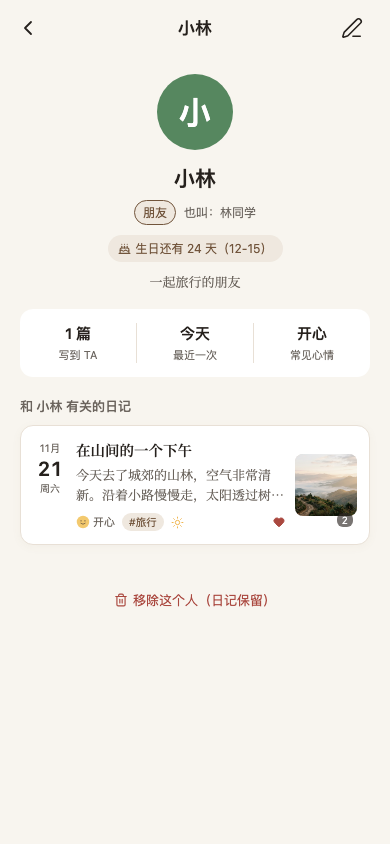 小林
小
小林
朋友 也叫：林同学
生日还有 24 天（12-15）
一起旅行的朋友
1 篇 今天 开心
写到 TA 最近一次 常见心情
和 小林 有关的日记
11月
21
周六
在山间的一个下午
今天去了城郊的山林，空气非常清
新。沿着小路慢慢走，太阳透过树…
开心 #旅行
2
移除这个人（日记保留）